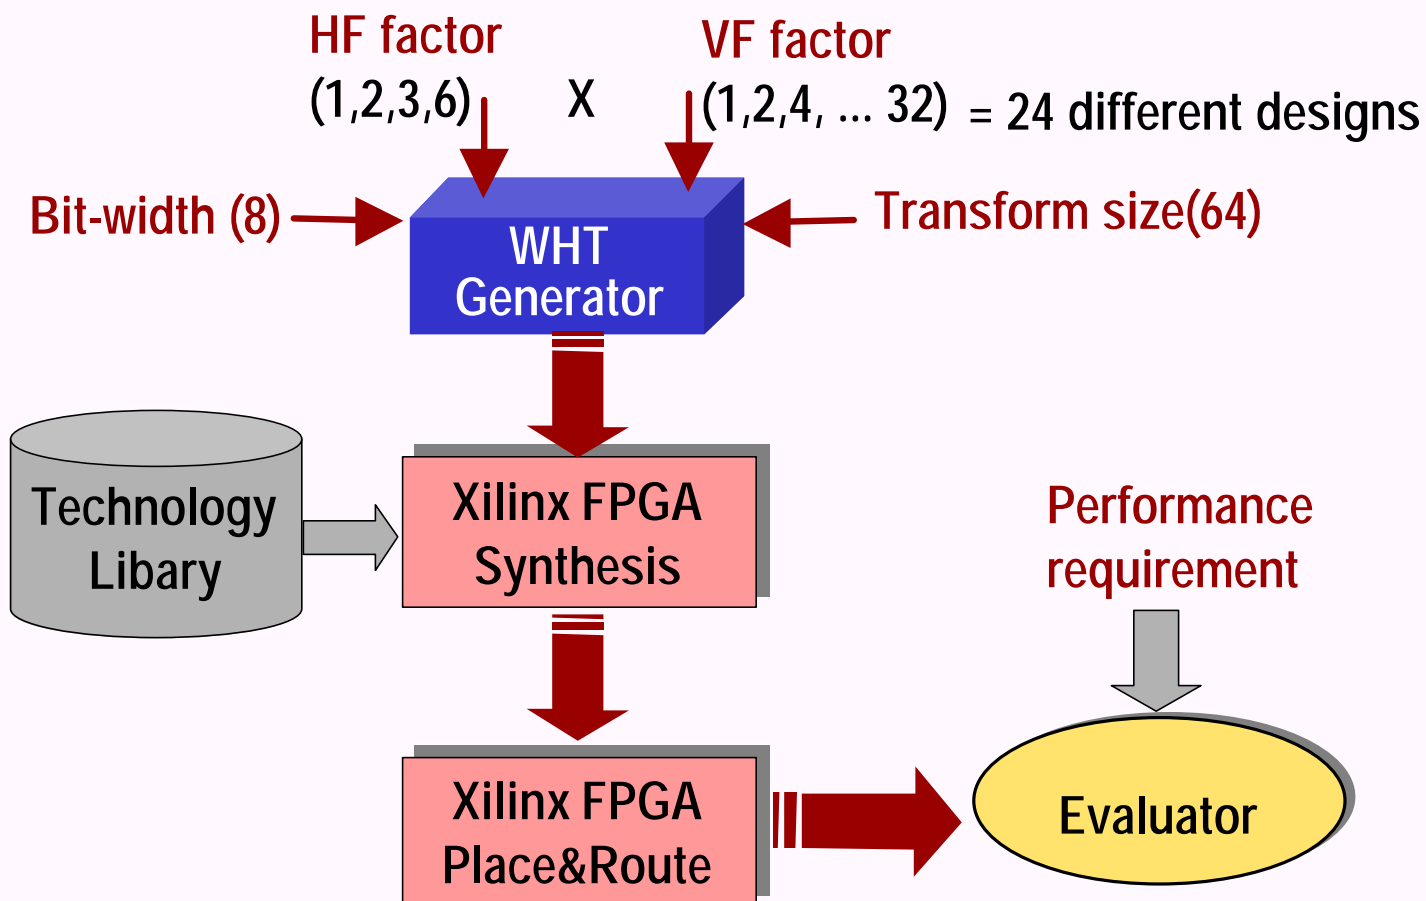 HF factor
VF factor
(1,2,3,6) X (1,2,4, ... 32) = 24 different designs
Bit-width (8)
Transform size(64)
WHT
Generator
Technology
Libary
Xilinx FPGA
Synthesis
Performance
requirement
Xilinx FPGA
Place&Route
Evaluator